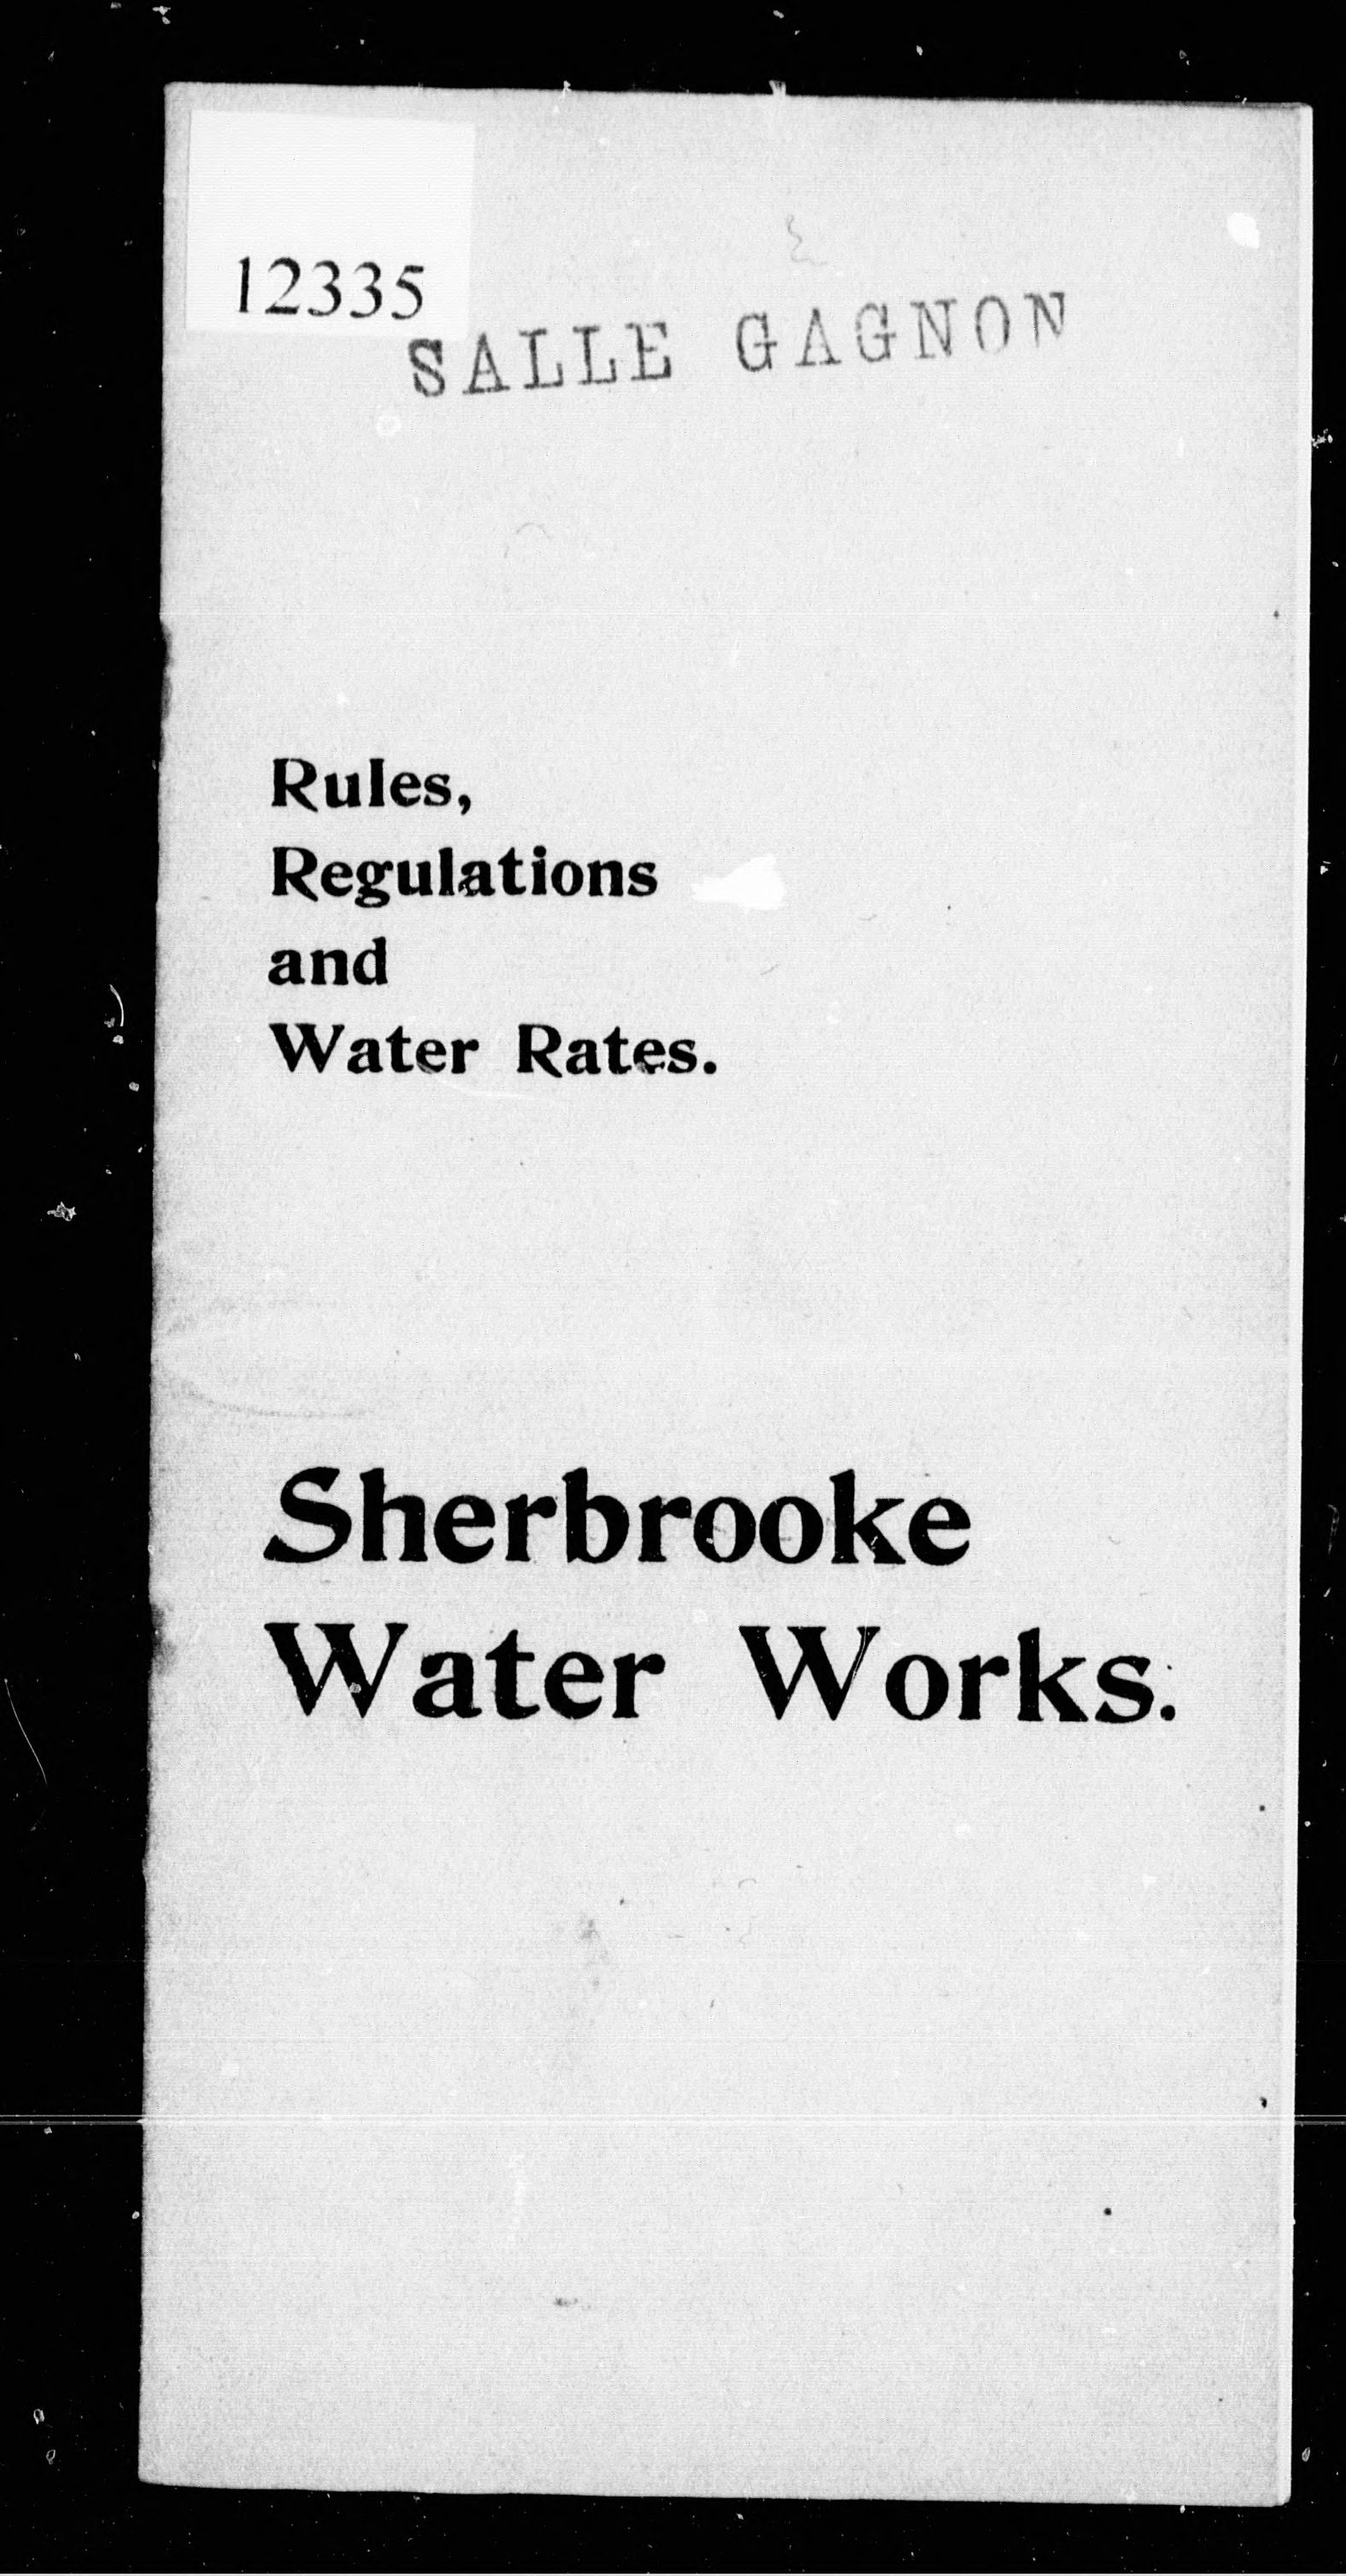 12335
SALLE GAGNON
Rules,
Regulations
and
Water Rates.
Sherbrooke
Water Works.